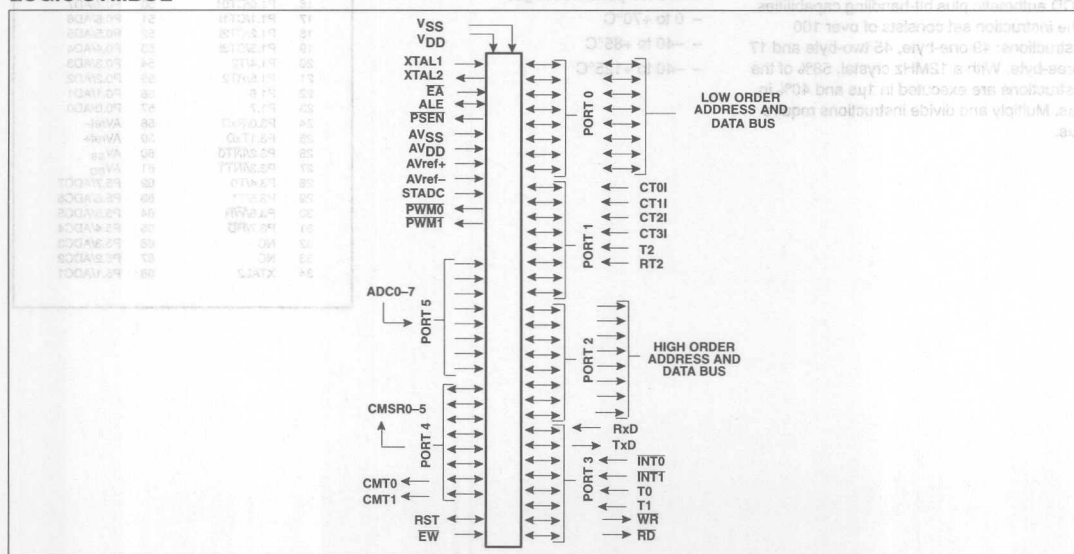 LOGIC SYMBOL
VSS
VDD
XTAL1
XTAL2
EA
ALE
PSEN
AVSS
AVDD
AVref+
AVref–
STADC
PWM0
PWM1
ADC0–7
PORT 5
CMSR0–5
PORT 4
CMT0
CMT1
RST
EW
PORT 0
LOW ORDER
ADDRESS AND
DATA BUS
PORT 1
CT0I
CT1I
CT2I
CT3I
T2
RT2
PORT 2
HIGH ORDER
ADDRESS AND
DATA BUS
PORT 3
RxD
TxD
INT0
INT1
T0
T1
WR
RD